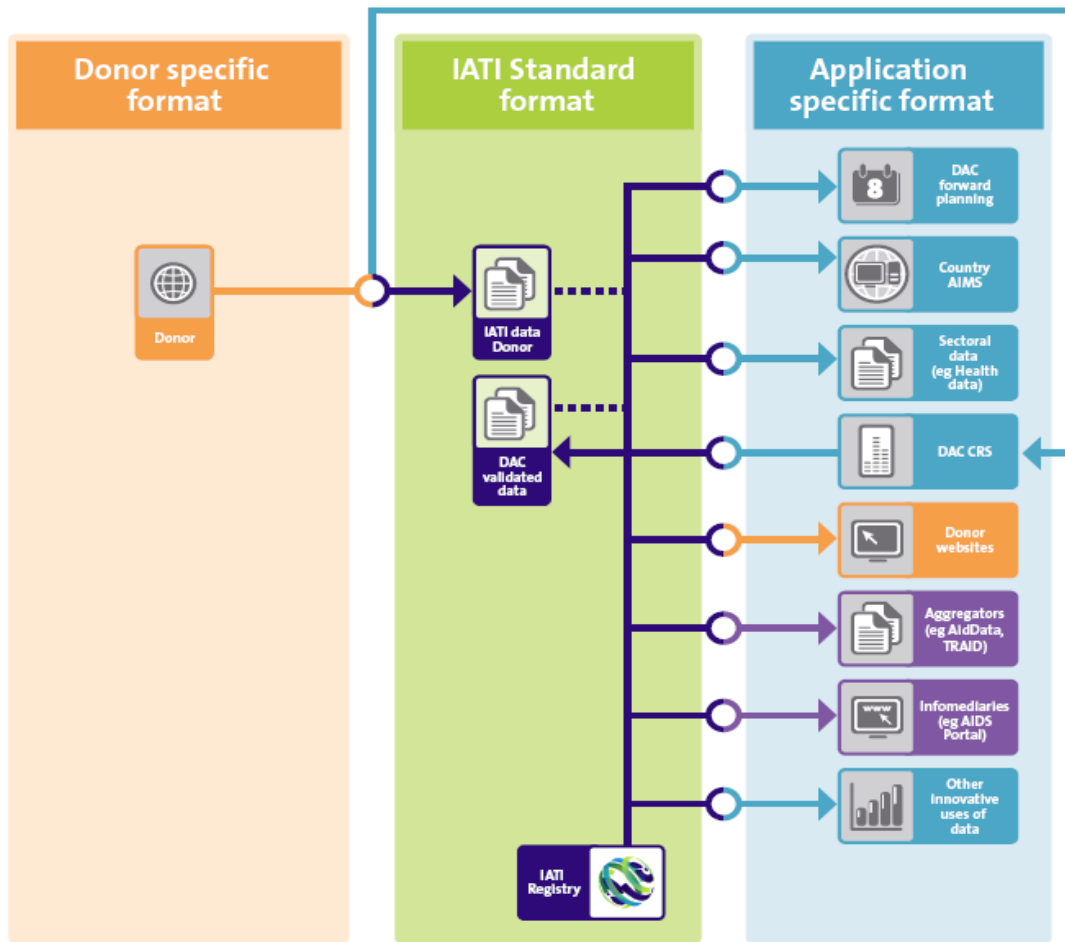 Donor specific
format
IATI Standard
format
Application
specific format
Donor
IATI data
Donor
DAC
validated
data
IATI
Registry
8
DAC
forward
planning
Country
AIMS
Sectoral
data
(eg Health
data)
DAC CRS
Donor
websites
Aggregators
(eg AidData,
TRAID)
www
Infomediaries
(eg AIDS
Portal)
Other
innovative
uses of
data